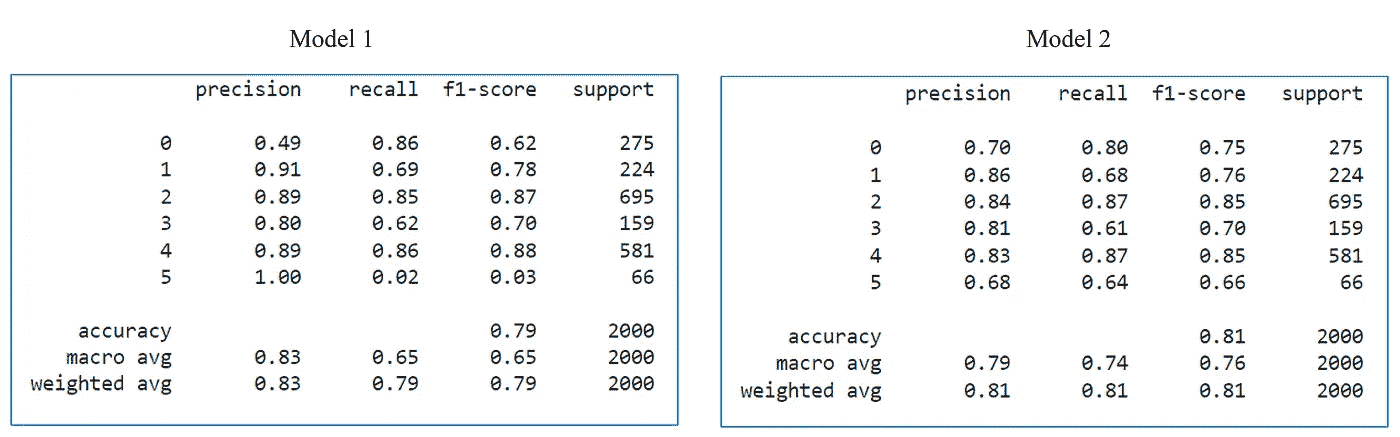 Model 1
precision recall f1-score support
0 0.49 0.86 0.62 275
1 0.91 0.69 0.78 224
2 0.89 0.85 0.87 695
3 0.80 0.62 0.70 159
4 0.89 0.86 0.88 581
5 1.00 0.02 0.03 66
accuracy 0.79 2000
macro avg 0.83 0.65 0.65 2000
weighted avg 0.83 0.79 0.79 2000
Model 2
precision recall f1-score support
0 0.70 0.80 0.75 275
1 0.86 0.68 0.76 224
2 0.84 0.87 0.85 695
3 0.81 0.61 0.70 159
4 0.83 0.87 0.85 581
5 0.68 0.64 0.66 66
accuracy 0.81 2000
macro avg 0.79 0.74 0.76 2000
weighted avg 0.81 0.81 0.81 2000